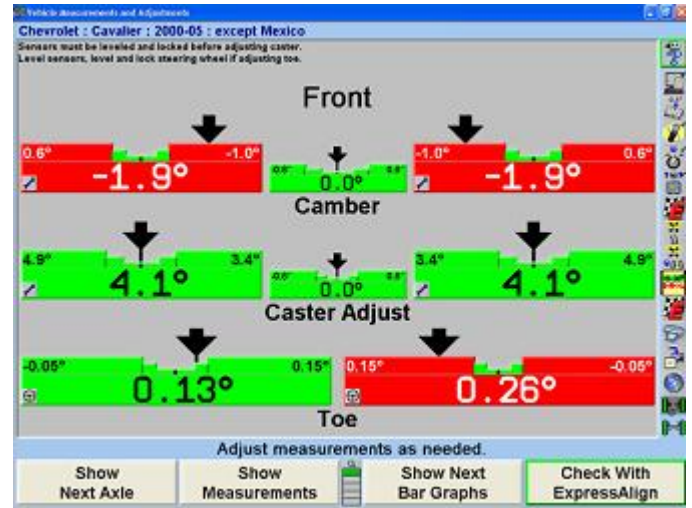 Vehicle Measurements and Adjustments
Chevrolet : Cavalier : 2000-05 : except Mexico
Sensors must be leveled and locked before adjusting caster.
Level sensors, level and lock steering wheel if adjusting toe.
Front
0.6° -1.0° -1.0° 0.6°
-1.9° 0.0° -1.9°
Camber
4.9° 3.4° 3.4° 4.9°
4.1° 0.0° 4.1°
Caster Adjust
-0.05° 0.15° 0.15° -0.05°
0.13° 0.26°
Toe
Adjust measurements as needed.
Show Show Show Next Check With
Next Axle Measurements Bar Graphs ExpressAlign